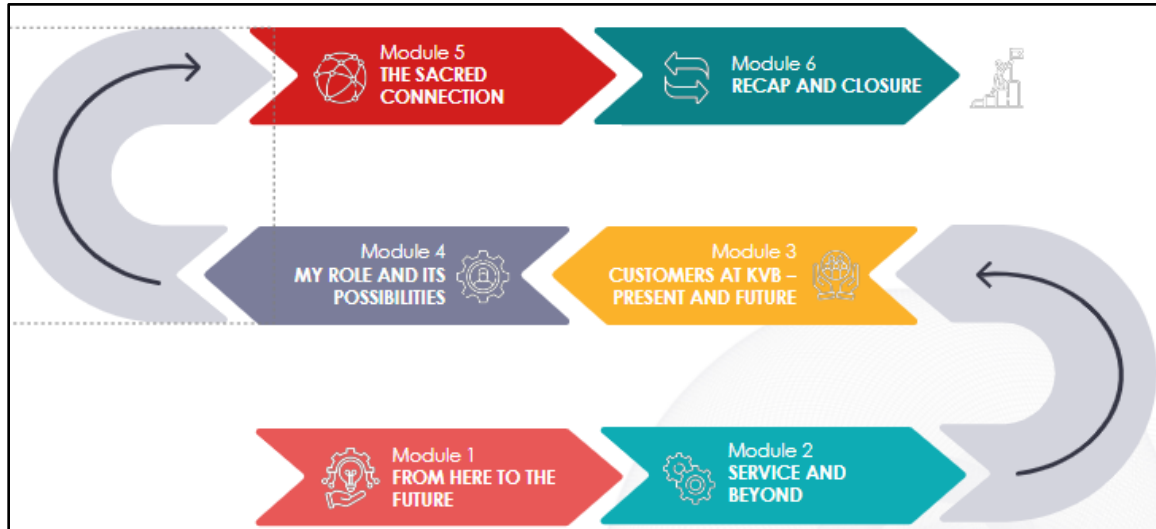 Module 5
THE SACRED
CONNECTION
Module 6
RECAP AND CLOSURE
Module 4
MY ROLE AND ITS
POSSIBILITIES
Module 3
CUSTOMERS AT KVB –
PRESENT AND FUTURE
Module 1
FROM HERE TO THE
FUTURE
Module 2
SERVICE AND
BEYOND